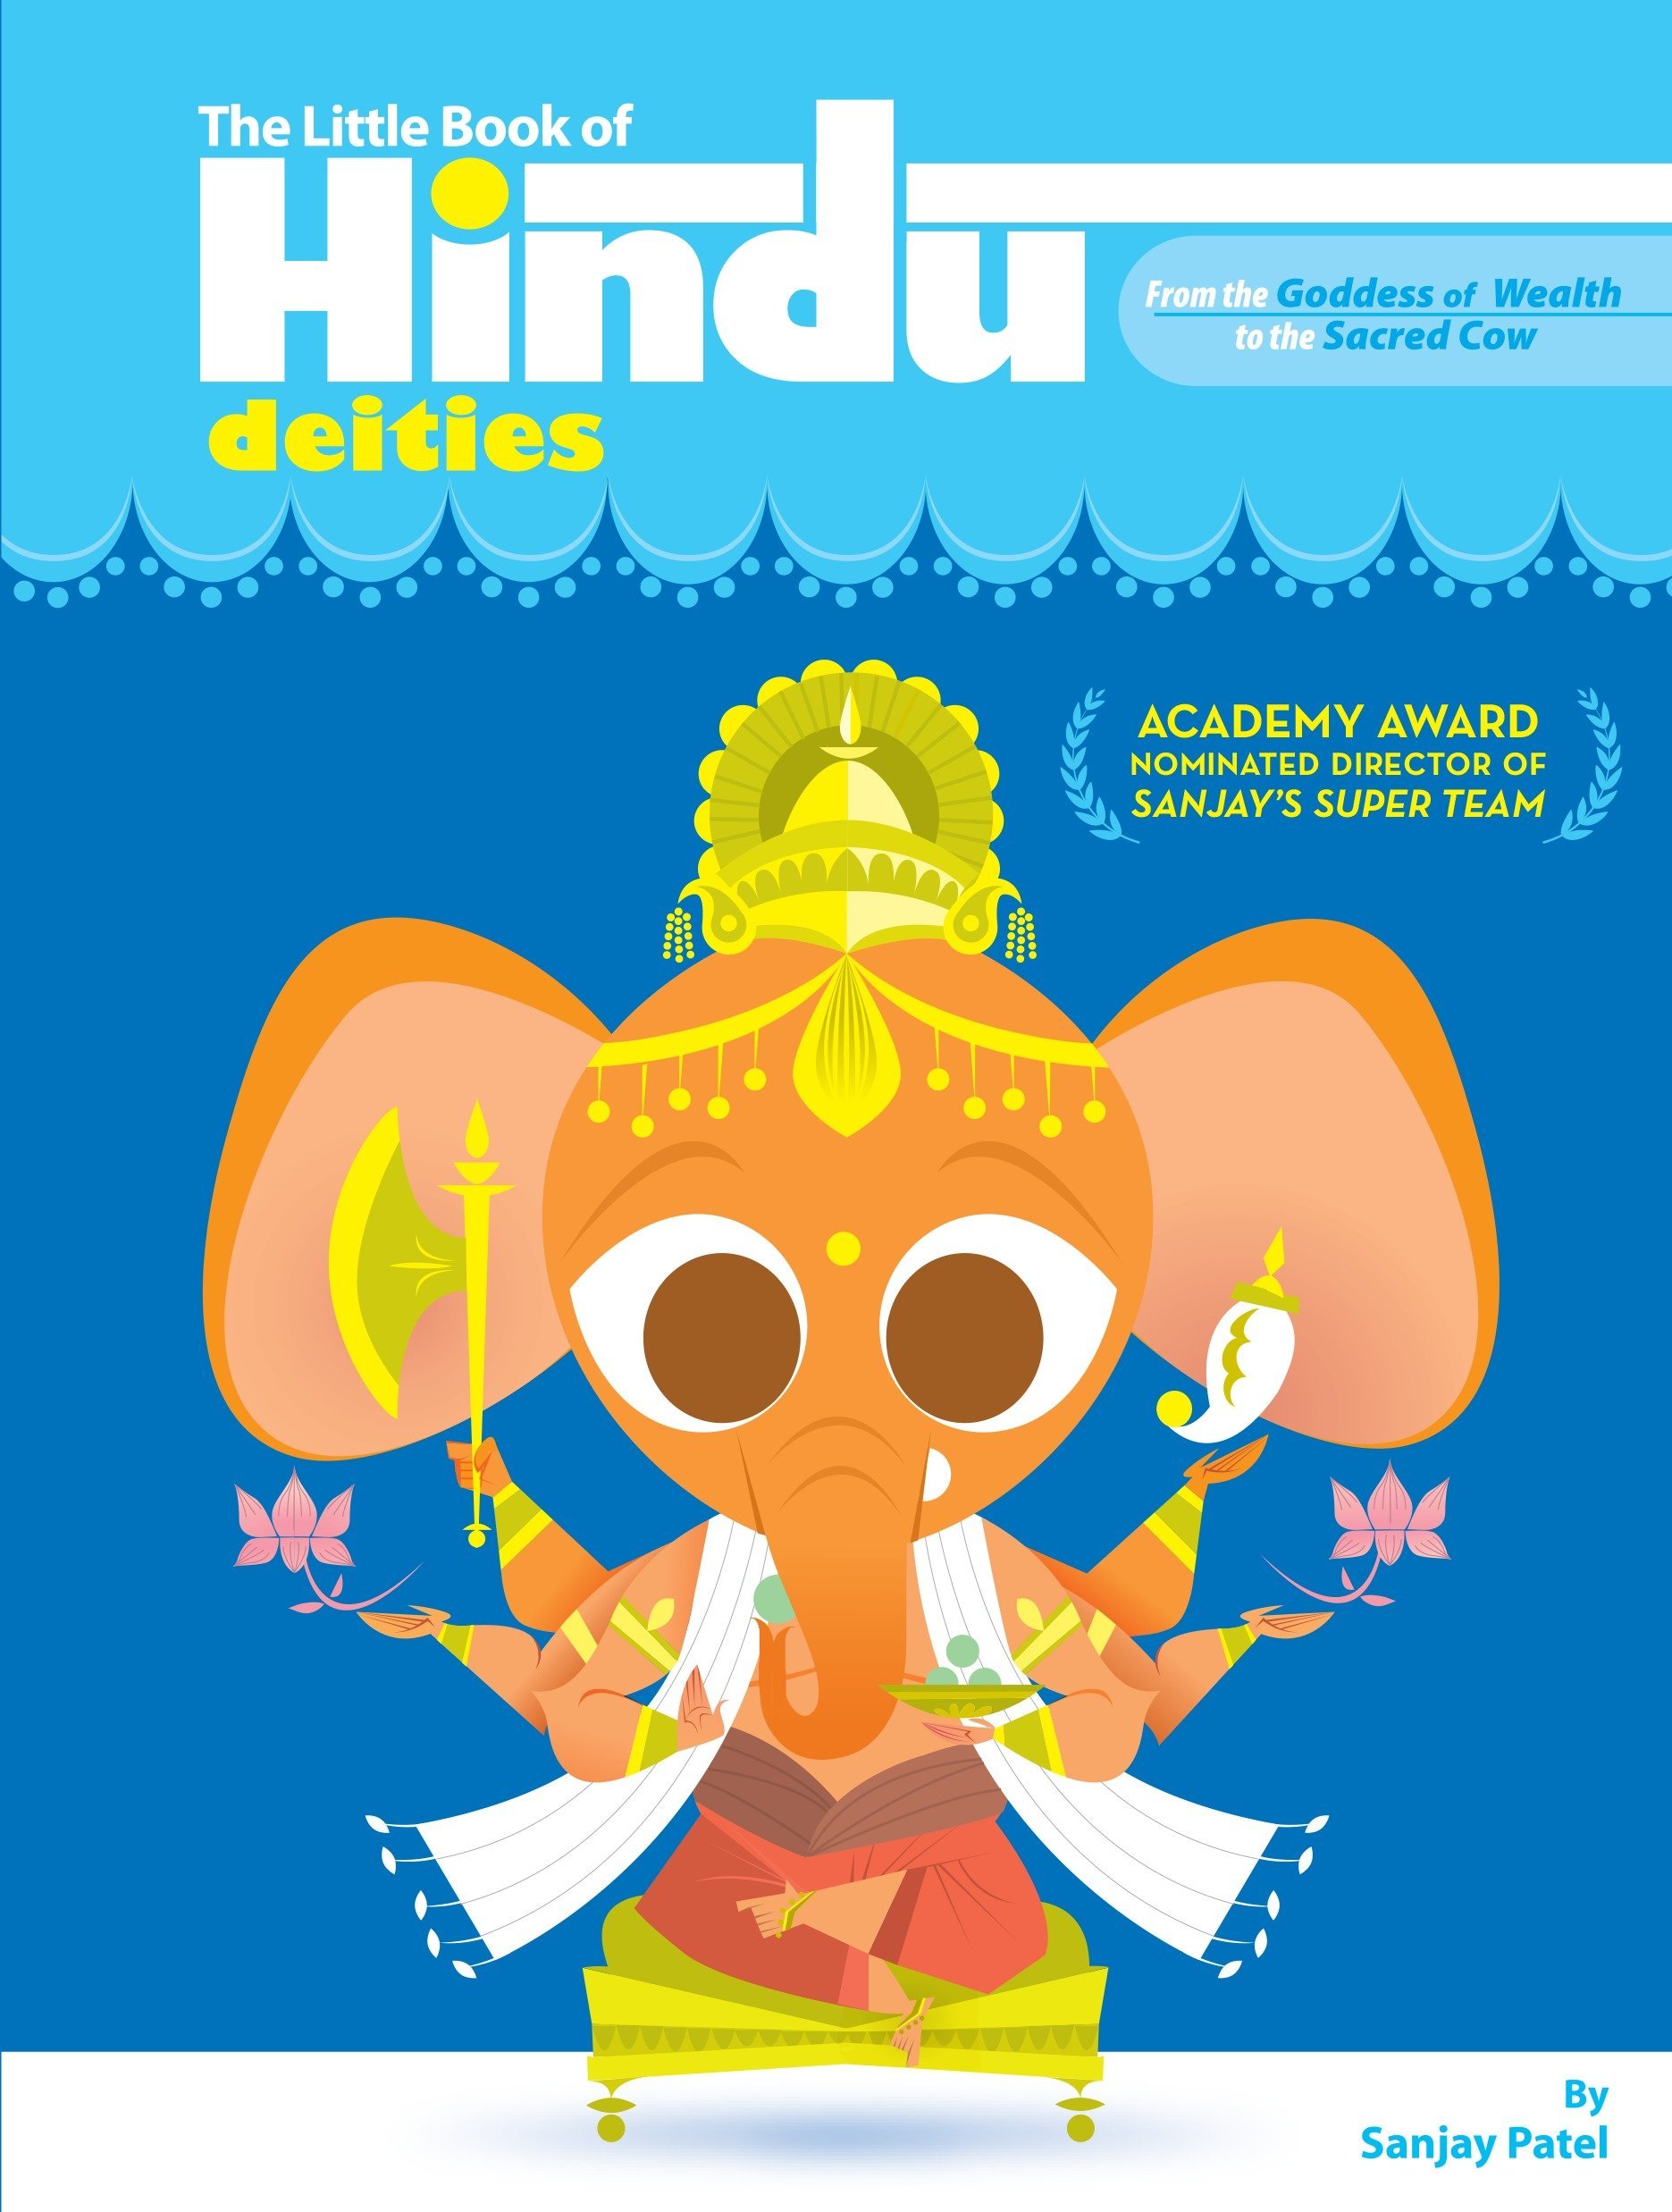 The Little Book of
Hindu
deities
From the Goddess of Wealth
to the Sacred Cow
ACADEMY AWARD
NOMINATED DIRECTOR OF
SANJAY'S SUPER TEAM
By
Sanjay Patel